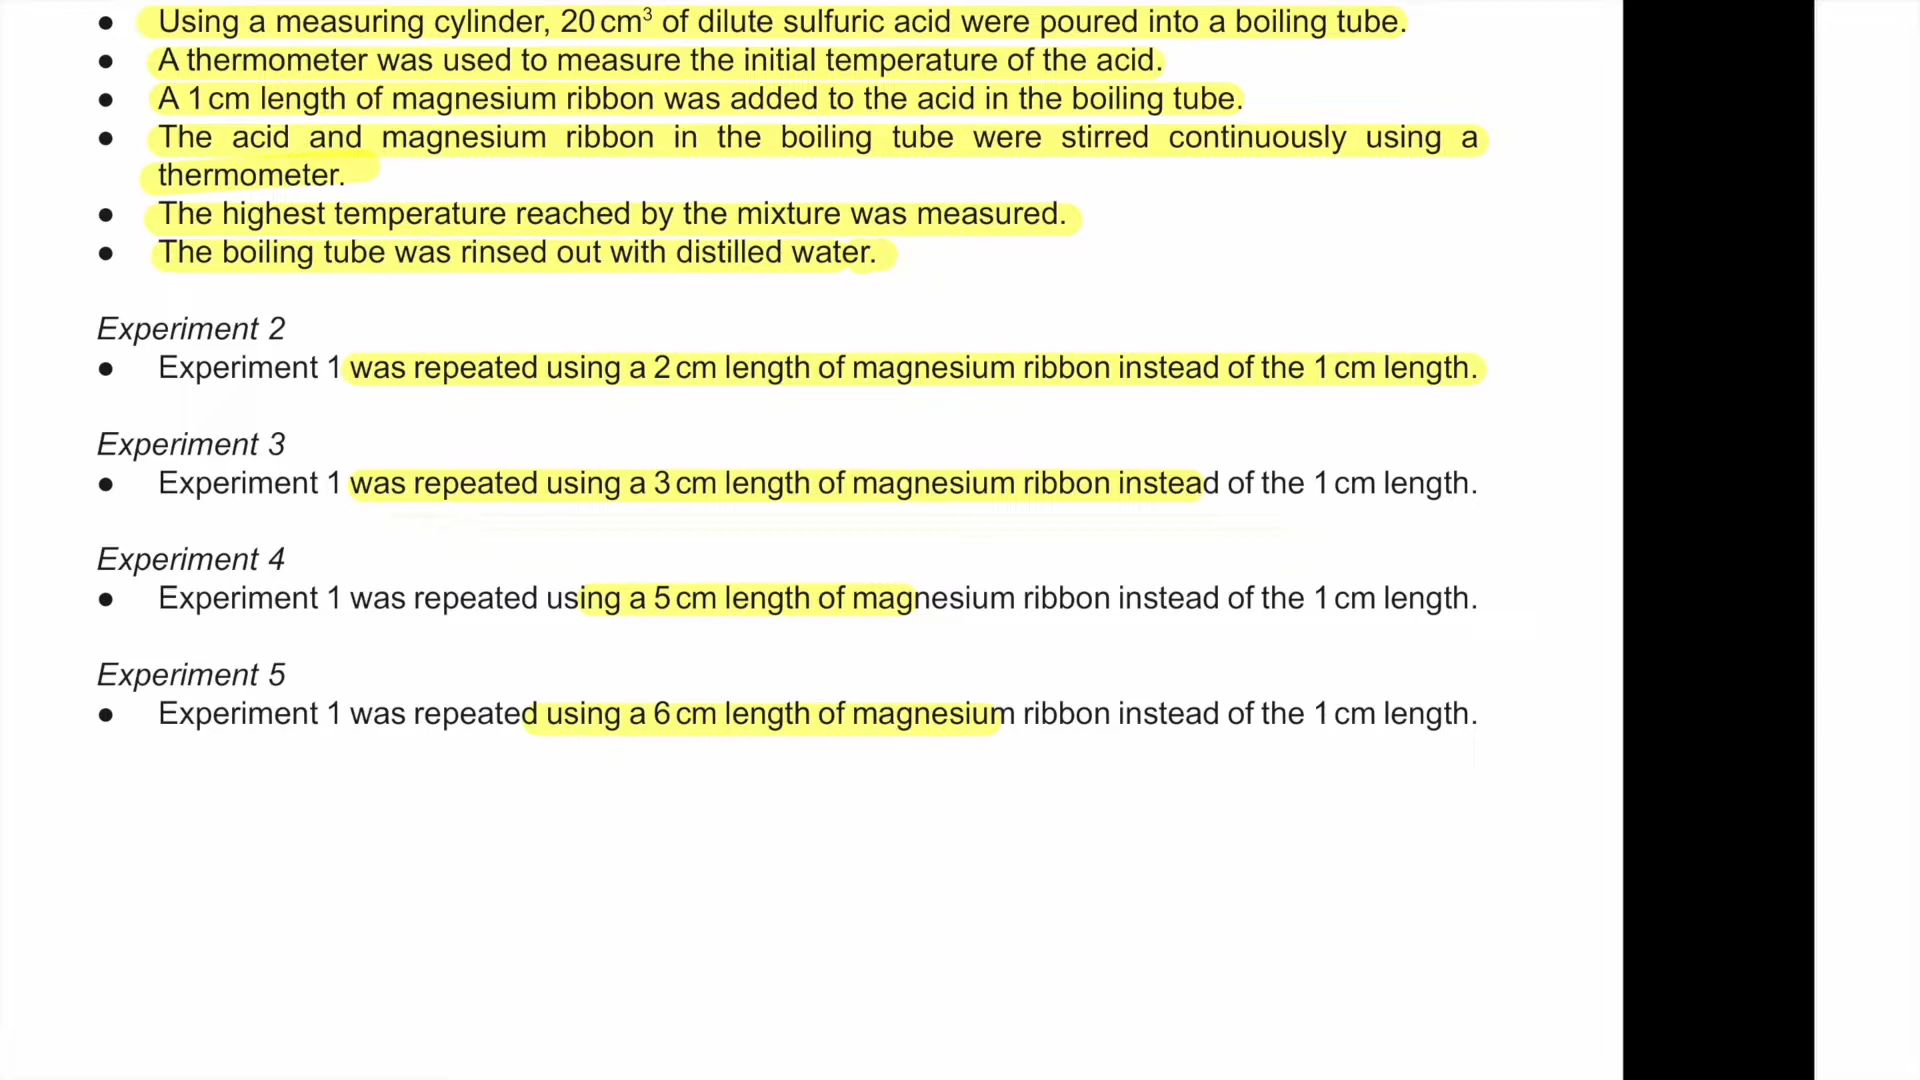 ● Using a measuring cylinder, 20 cm³ of dilute sulfuric acid were poured into a boiling tube.
● A thermometer was used to measure the initial temperature of the acid.
● A 1 cm length of magnesium ribbon was added to the acid in the boiling tube.
● The acid and magnesium ribbon in the boiling tube were stirred continuously using a
thermometer.
● The highest temperature reached by the mixture was measured.
● The boiling tube was rinsed out with distilled water.
Experiment 2
● Experiment 1 was repeated using a 2 cm length of magnesium ribbon instead of the 1 cm length.
Experiment 3
● Experiment 1 was repeated using a 3 cm length of magnesium ribbon instead of the 1 cm length.
Experiment 4
● Experiment 1 was repeated using a 5 cm length of magnesium ribbon instead of the 1 cm length.
Experiment 5
● Experiment 1 was repeated using a 6 cm length of magnesium ribbon instead of the 1 cm length.